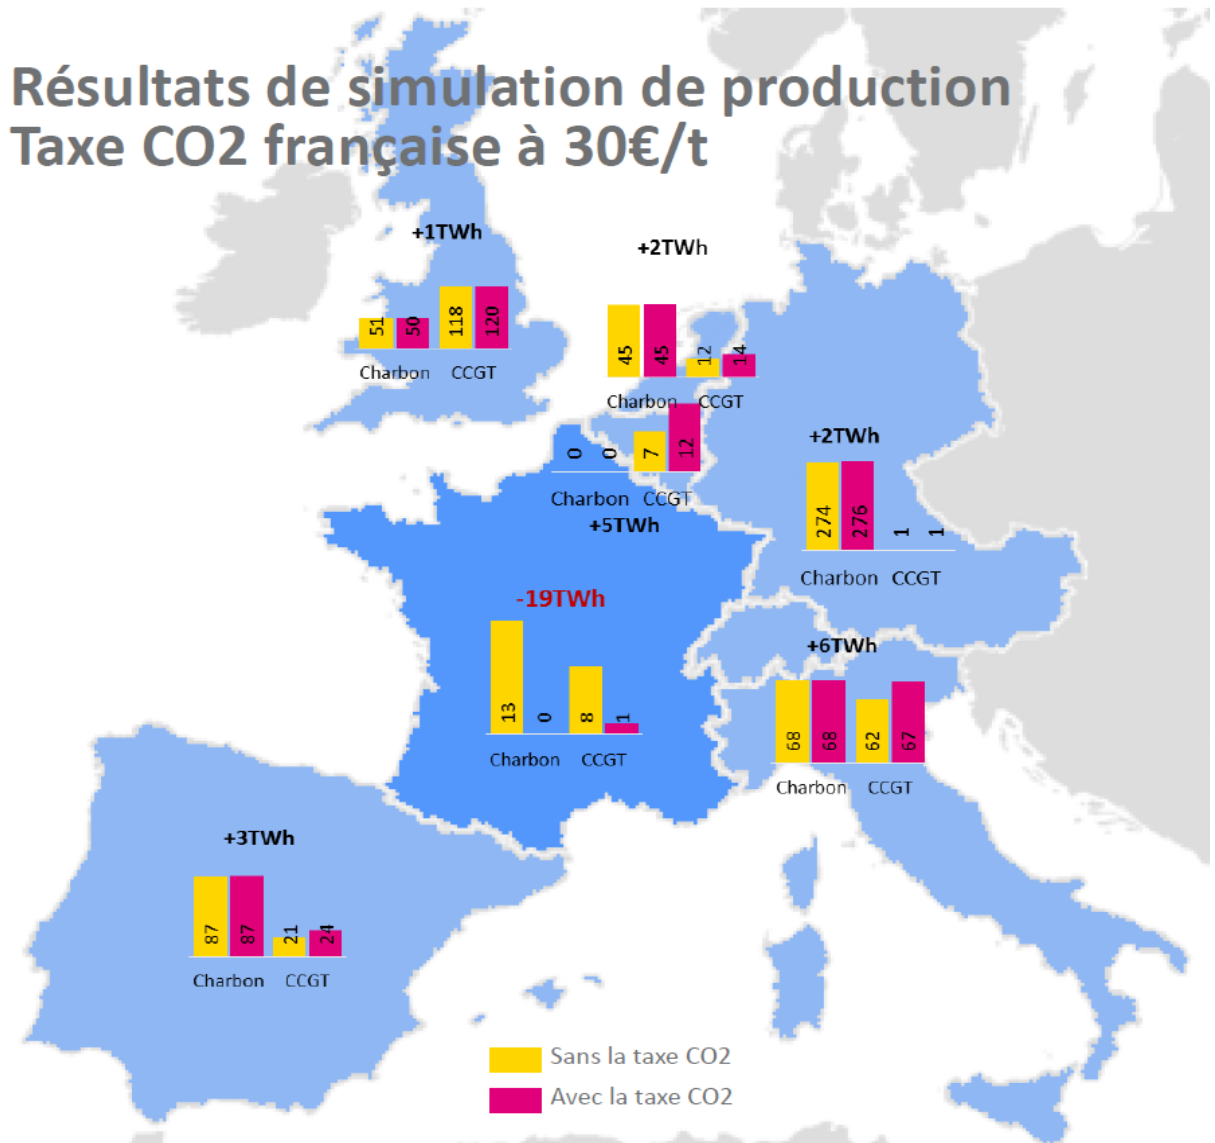 Résultats de simulation de production
Taxe CO2 française à 30€/t
+1TWh
51 50 118 120
Charbon CCGT
+2TWh
45 45 12 14
Charbon CCGT
0 0 7 12
Charbon CCGT
+5TWh
+2TWh
274 276 1 1
Charbon CCGT
-19TWh
13 0 8 1
Charbon CCGT
+6TWh
68 68 62 67
Charbon CCGT
+3TWh
87 87 21 24
Charbon CCGT
Sans la taxe CO2
Avec la taxe CO2